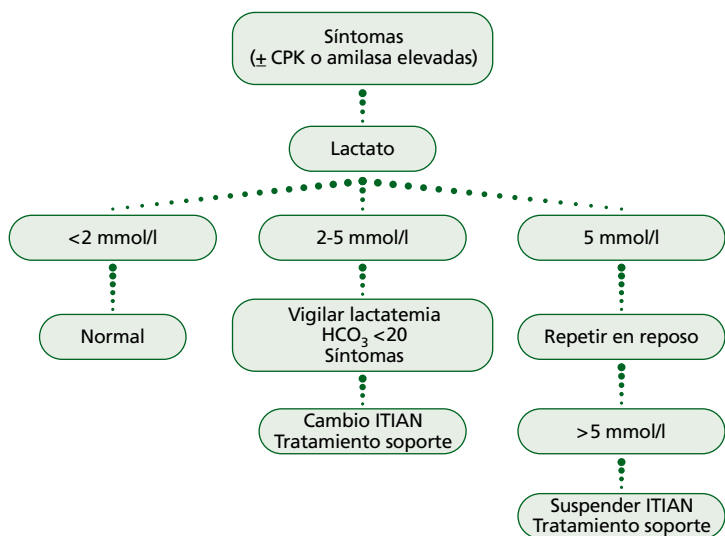 Síntomas
(± CPK o amilasa elevadas)
Lactato
<2 mmol/l
2-5 mmol/l
5 mmol/l
Normal
Vigilar lactatemia
HCO₃ <20
Síntomas
Repetir en reposo
Cambio ITIAN
Tratamiento soporte
>5 mmol/l
Suspender ITIAN
Tratamiento soporte